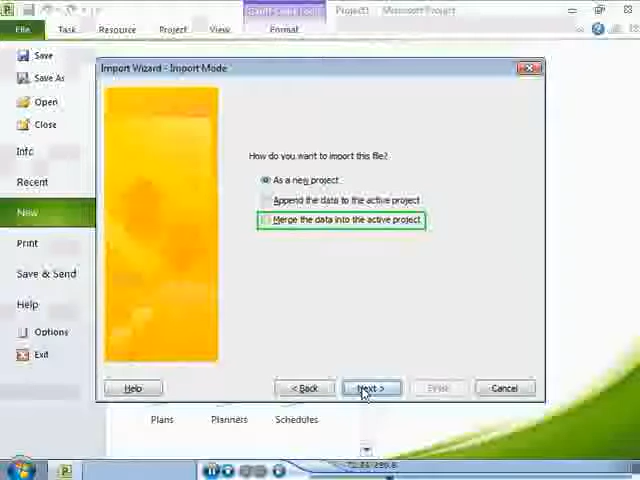 Project1 - Microsoft Project
File Task Resource Project View Format
Save
Save As
Open
Close
Info
Recent
New
Print
Save & Send
Help
Options
Exit
Import Wizard - Import Mode
How do you want to import this file?
As a new project
Append the data to the active project
Merge the data into the active project
Help < Back Next > Finish Cancel
Plans Planners Schedules